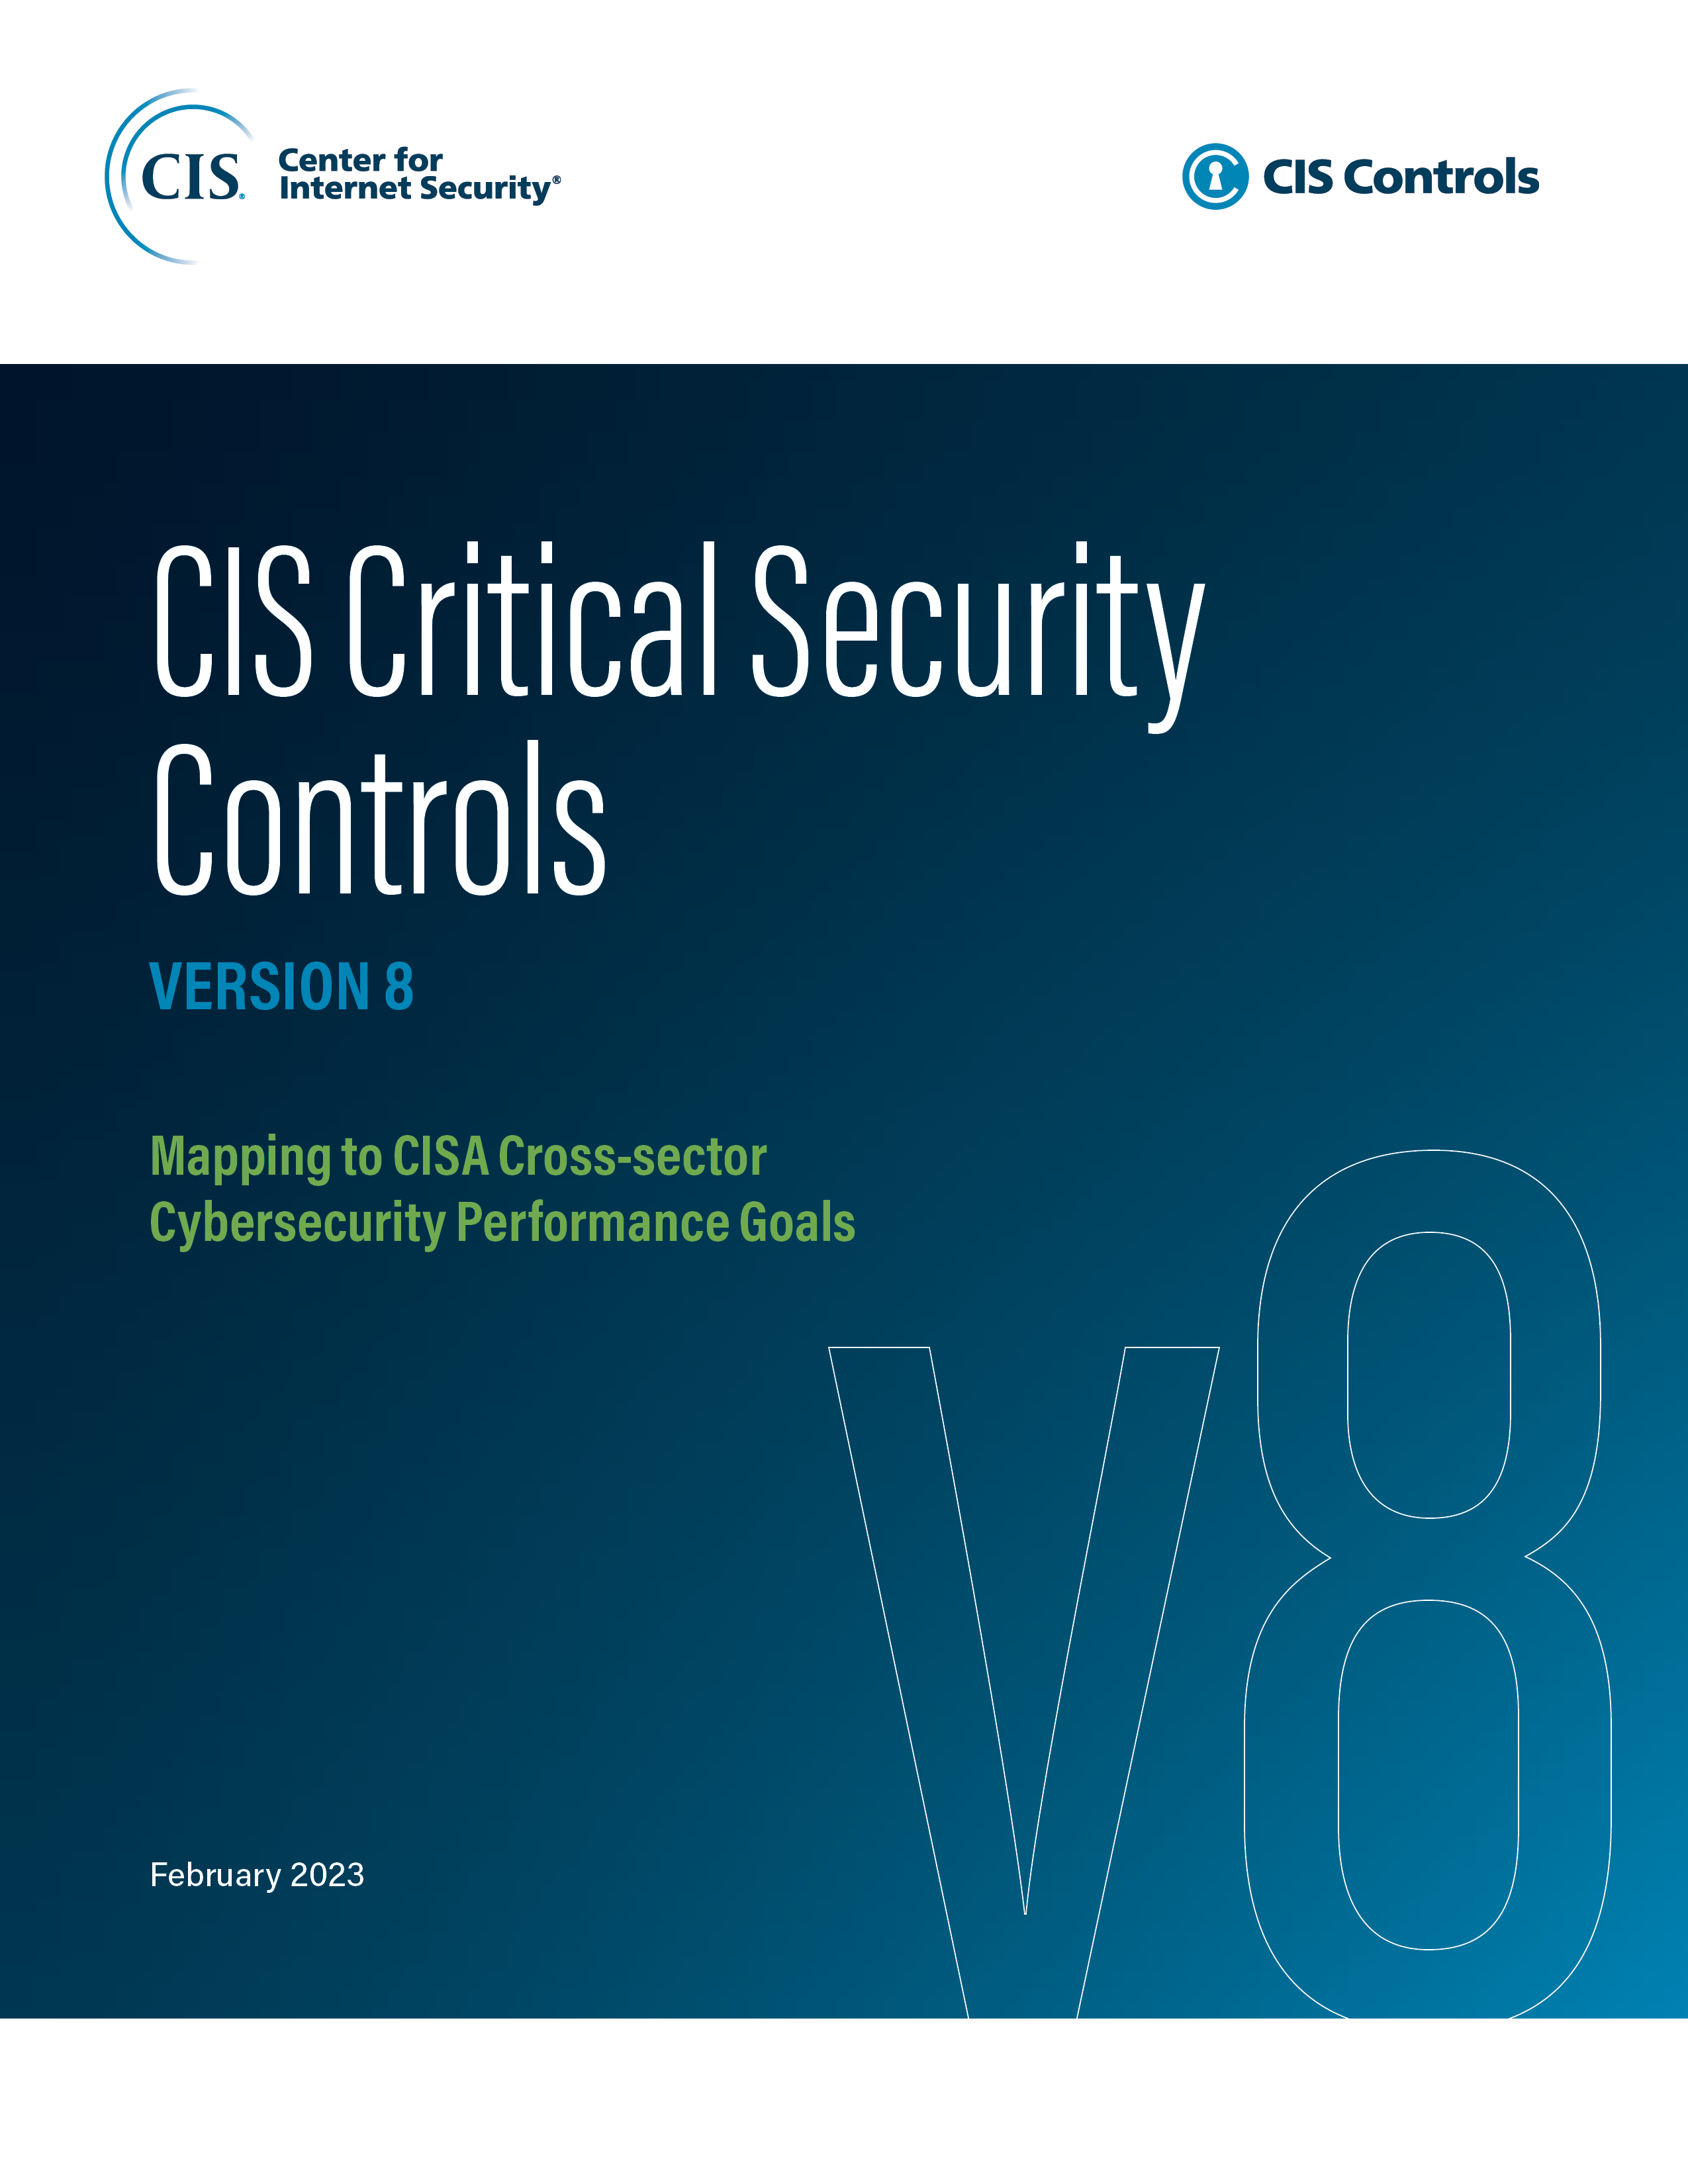 CIS®
Center for
Internet Security®
CIS Controls
CIS Critical Security
Controls
VERSION 8
Mapping to CISA Cross-sector
Cybersecurity Performance Goals
v8
February 2023